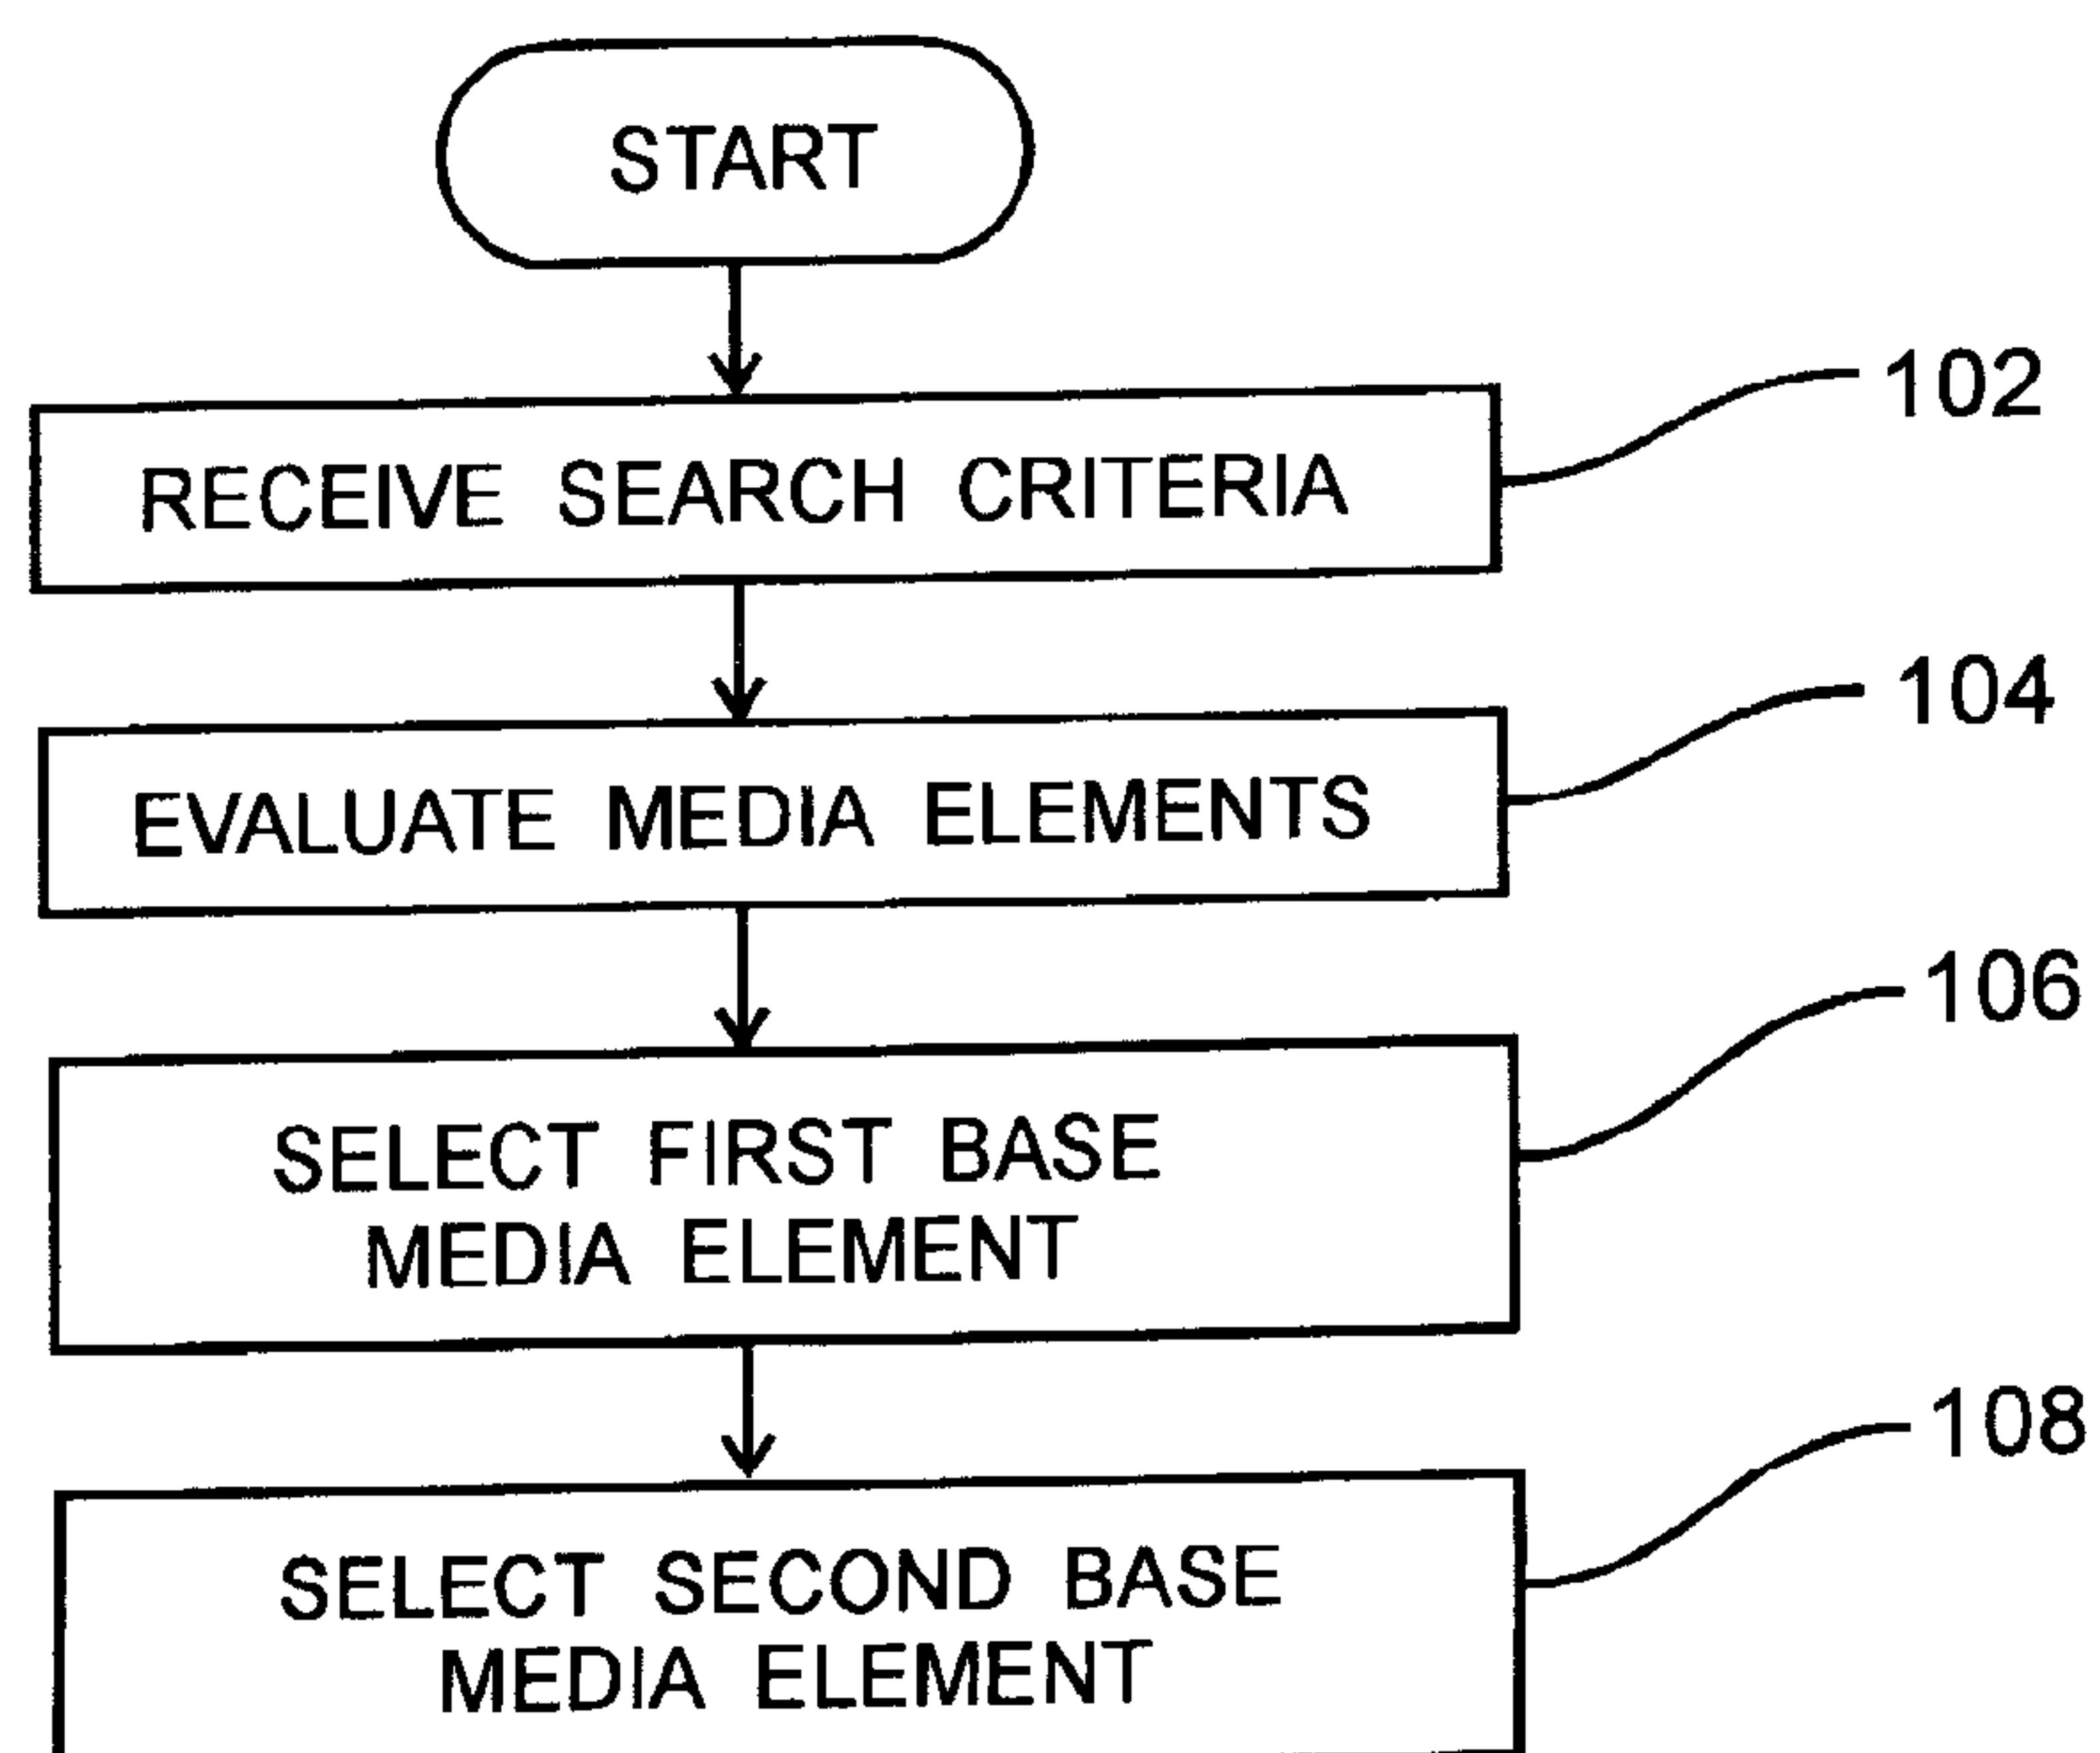 START
102
RECEIVE SEARCH CRITERIA
104
EVALUATE MEDIA ELEMENTS
106
SELECT FIRST BASE
MEDIA ELEMENT
108
SELECT SECOND BASE
MEDIA ELEMENT